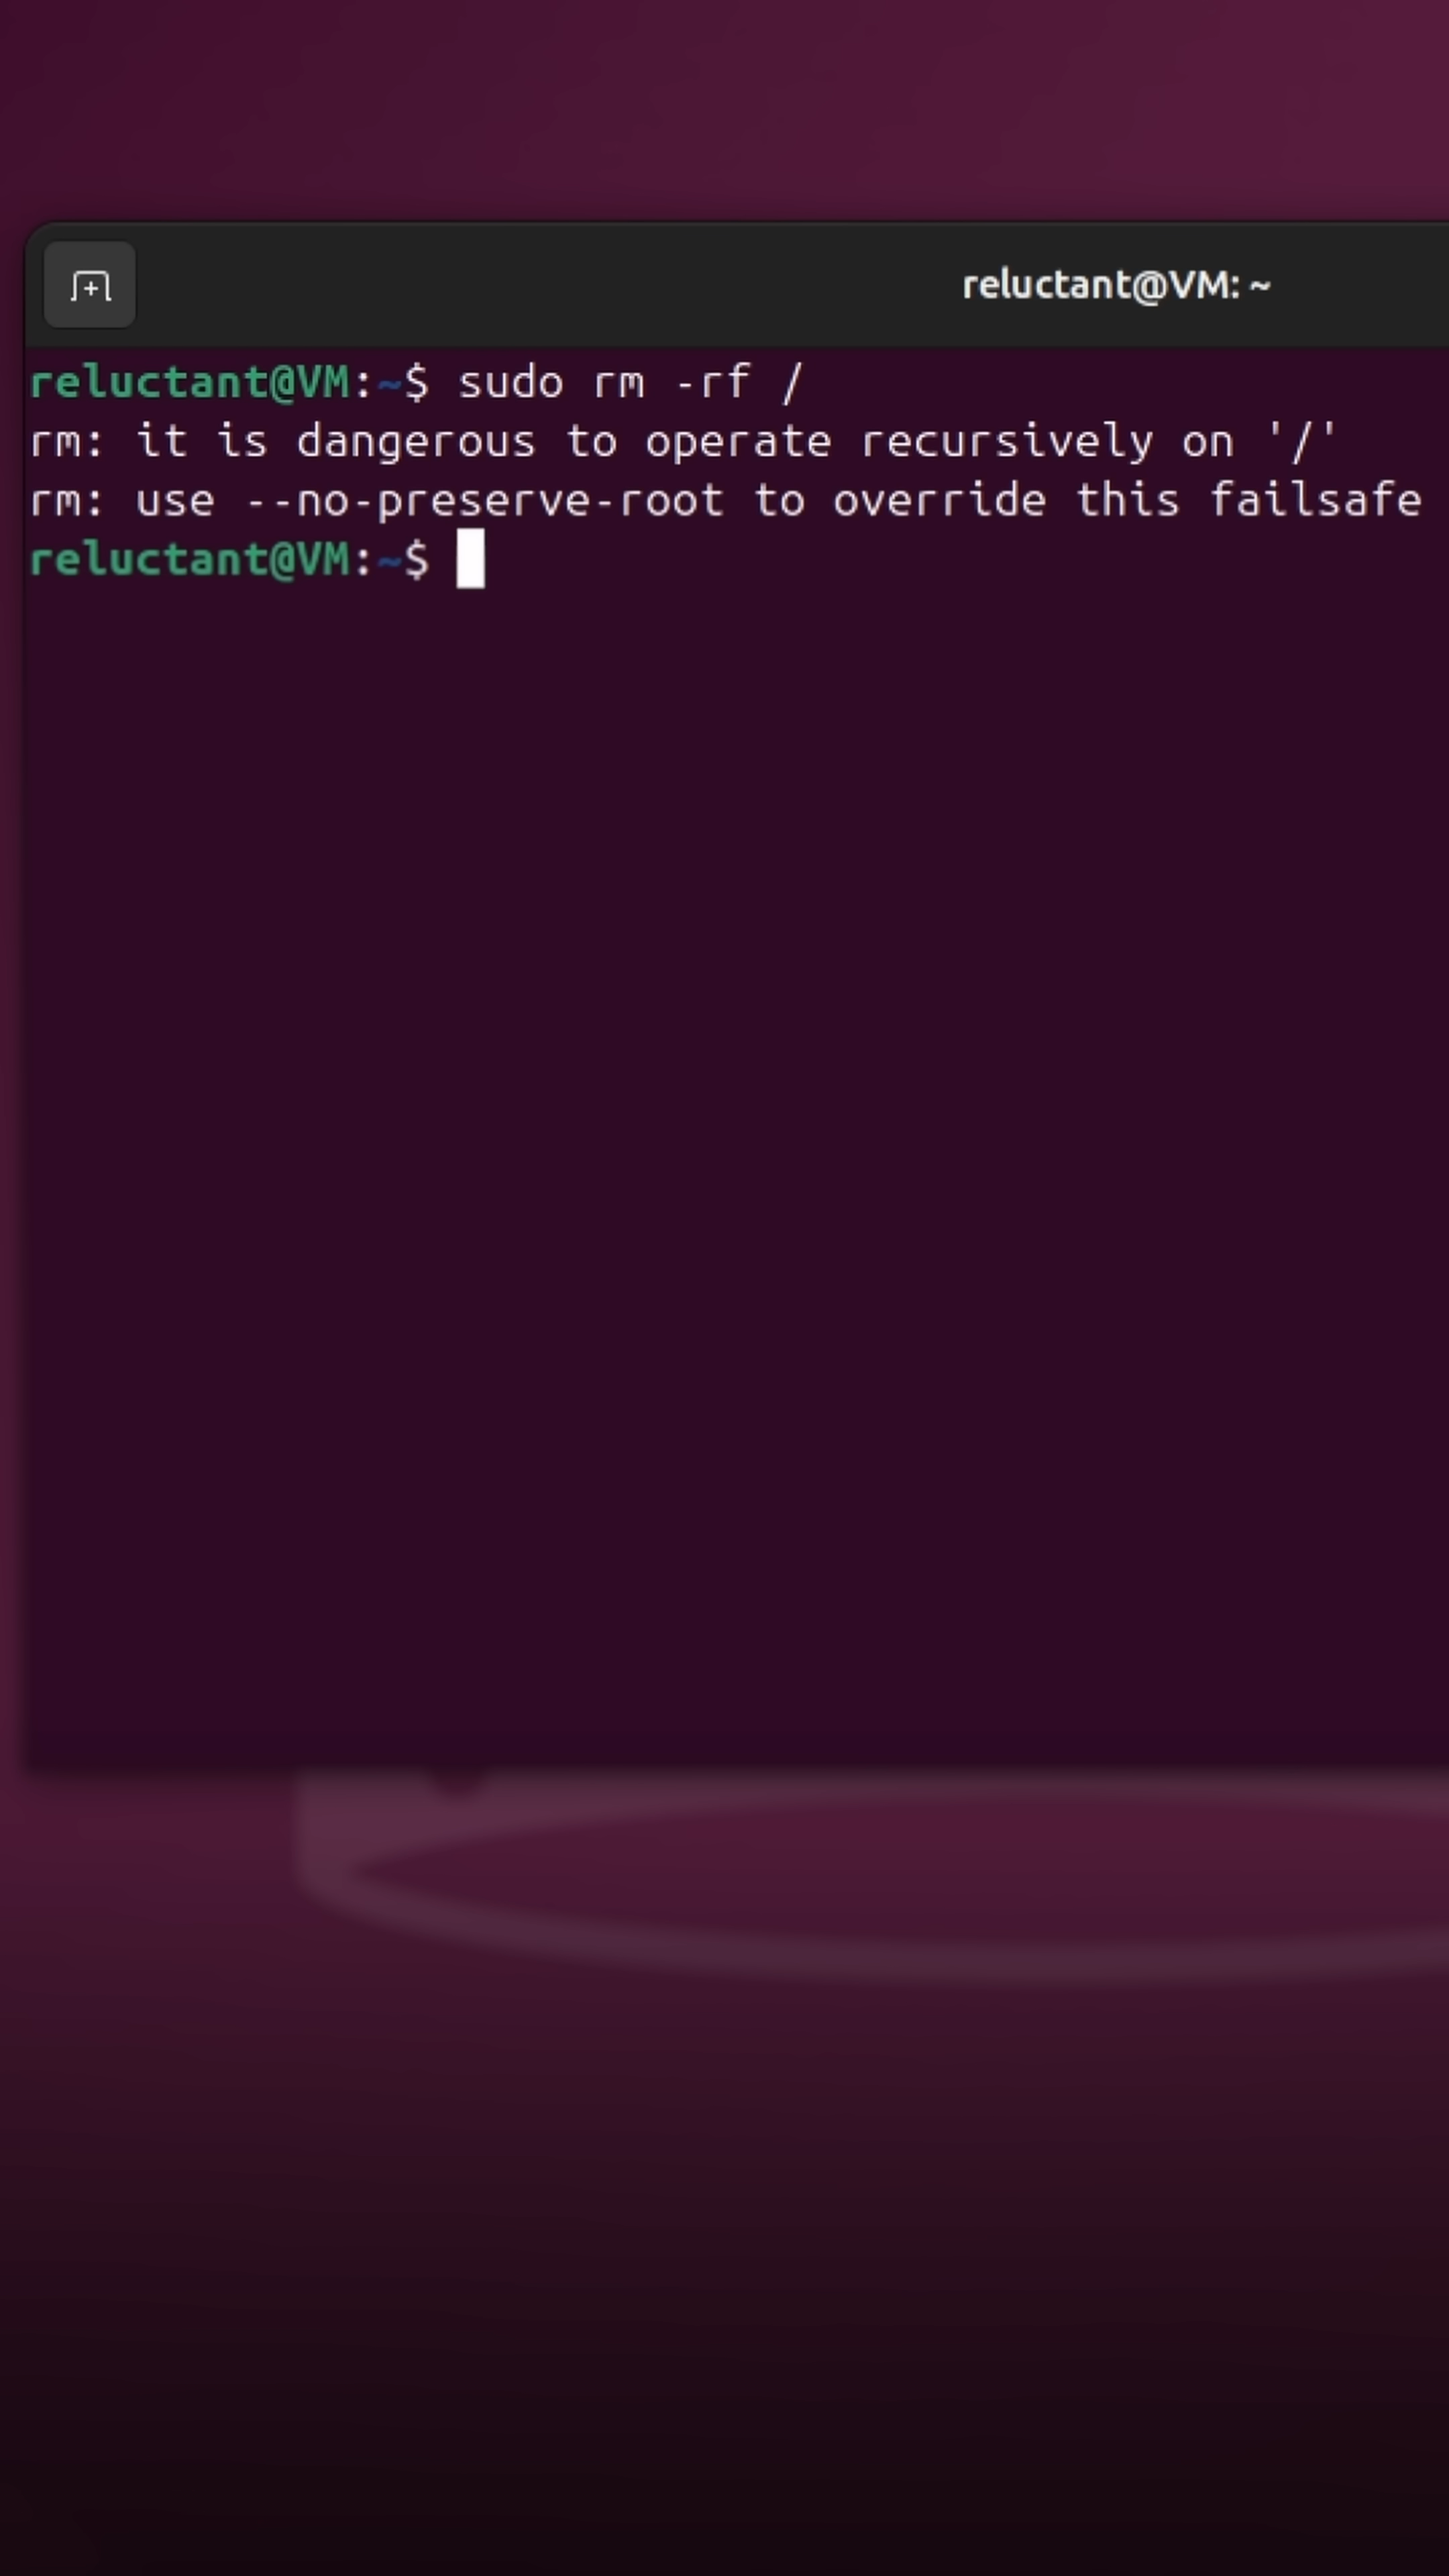 reluctant@VM: ~
reluctant@VM:~$ sudo rm -rf /
rm: it is dangerous to operate recursively on '/'
rm: use --no-preserve-root to override this failsafe
reluctant@VM:~$